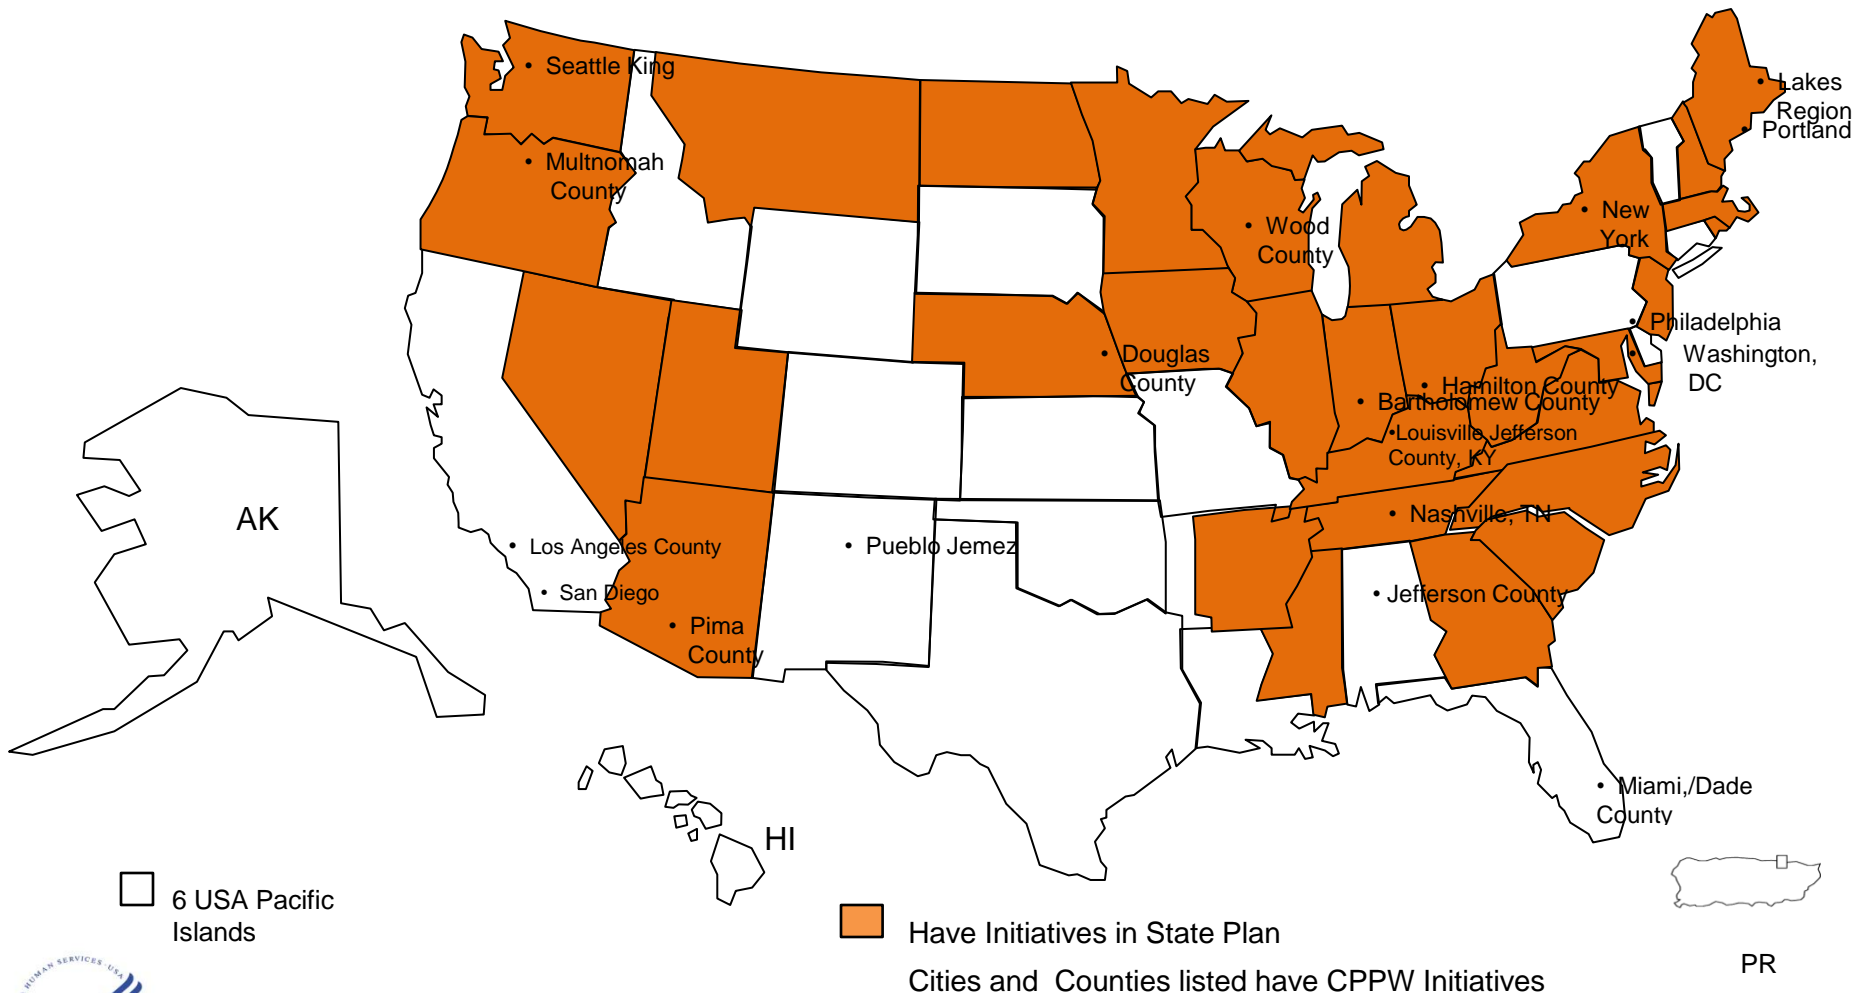 Seattle King
Lakes
Region
Portland
Multnomah
County
New
York
Wood
County
Philadelphia
Washington,
DC
Douglas
County
Hamilton County
Bartholomew County
Louisville Jefferson
County, KY
AK
Nashville, TN
Los Angeles County
Pueblo Jemez
San Diego
Jefferson County
Pima
County
Miami,/Dade
County
HI
6 USA Pacific
Islands
Have Initiatives in State Plan
Cities and Counties listed have CPPW Initiatives
PR
HUMAN SERVICES·USA